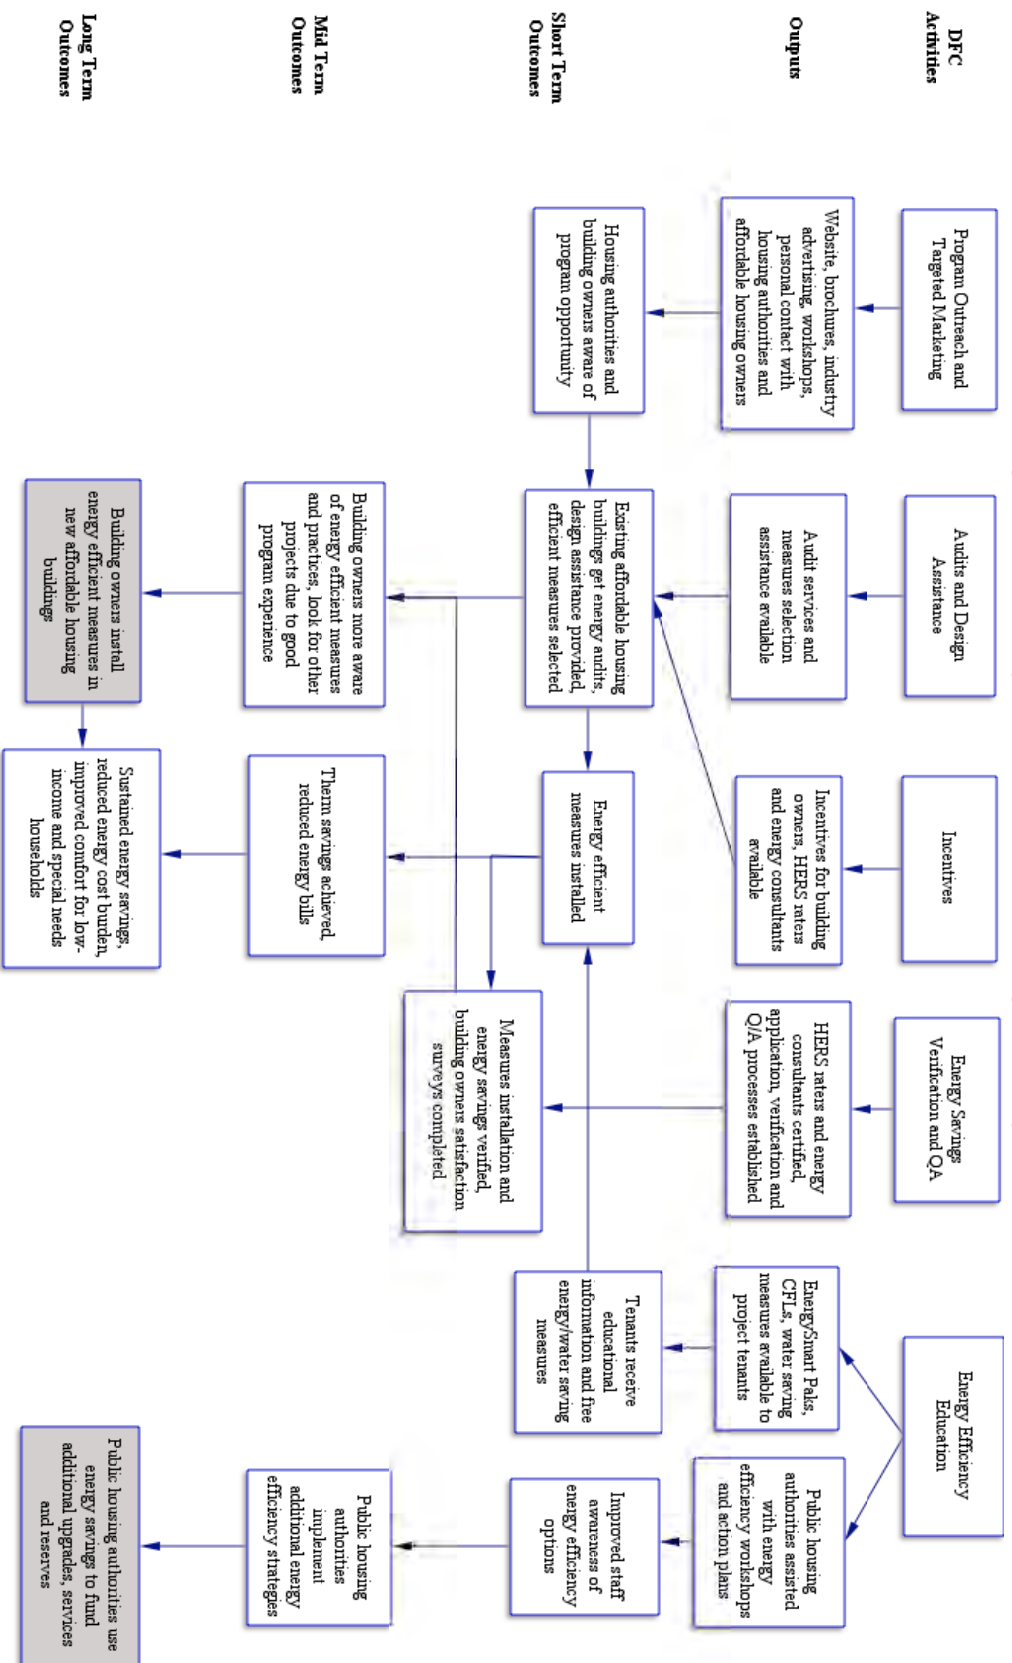 DFC
Activities
Program Outreach and
Targeted Marketing
Audits and Design
Assistance
Incentives
Energy Savings
Verification and QA
Energy Efficiency
Education
Outputs
Website, brochures, industry
advertising, workshops,
personal contact with
housing authorities and
affordable housing owners
Audit services and
measures selection
assistance available
Incentives for building
owners, HERS raters
and energy consultants
available
HERS raters and energy
consultants certified,
application, verification and
Q/A processes established
EnergySmart Paks,
CFLs, water saving
measures available to
project tenants
Public housing
authorities assisted
with energy
efficiency workshops
and action plans
Short Term
Outcomes
Housing authorities and
building owners aware of
program opportunity
Existing affordable housing
buildings get energy audits,
design assistance provided,
efficient measures selected
Energy efficient
measures installed
Measures installation and
energy savings verified,
building owners satisfaction
surveys completed
Tenants receive
educational
information and free
energy/water saving
measures
Improved staff
awareness of
energy efficiency
options
Mid Term
Outcomes
Building owners more aware
of energy efficient measures
and practices, look for other
projects due to good
program experience
Therm savings achieved,
reduced energy bills
Public housing
authorities
implement
additional energy
efficiency strategies
Long Term
Outcomes
Building owners install
energy efficient measures in
new affordable housing
buildings
Sustained energy savings,
reduced energy cost burden,
improved comfort for low-
income and special needs
households
Public housing authorities use
energy savings to fund
additional upgrades, services
and reserves